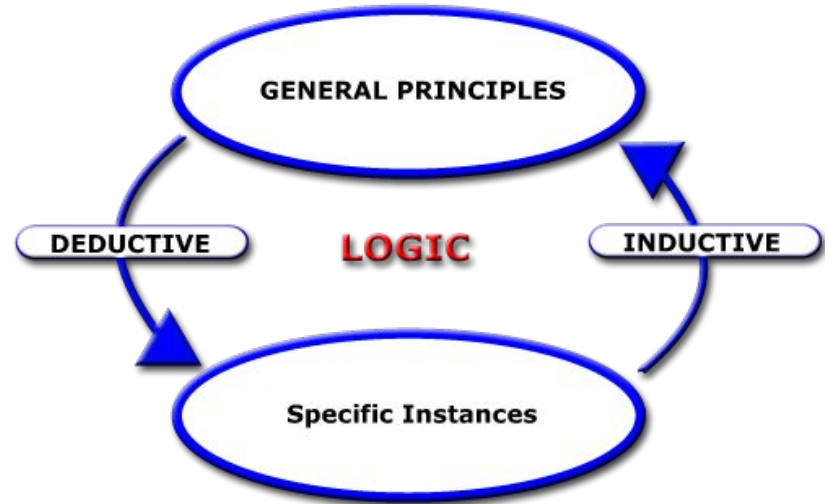 GENERAL PRINCIPLES
DEDUCTIVE
LOGIC
INDUCTIVE
Specific Instances